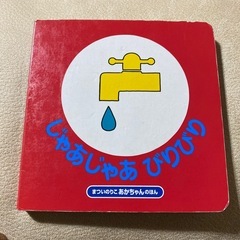 じゃあじゃあ びりびり
まついのりこ あかちゃんのほん